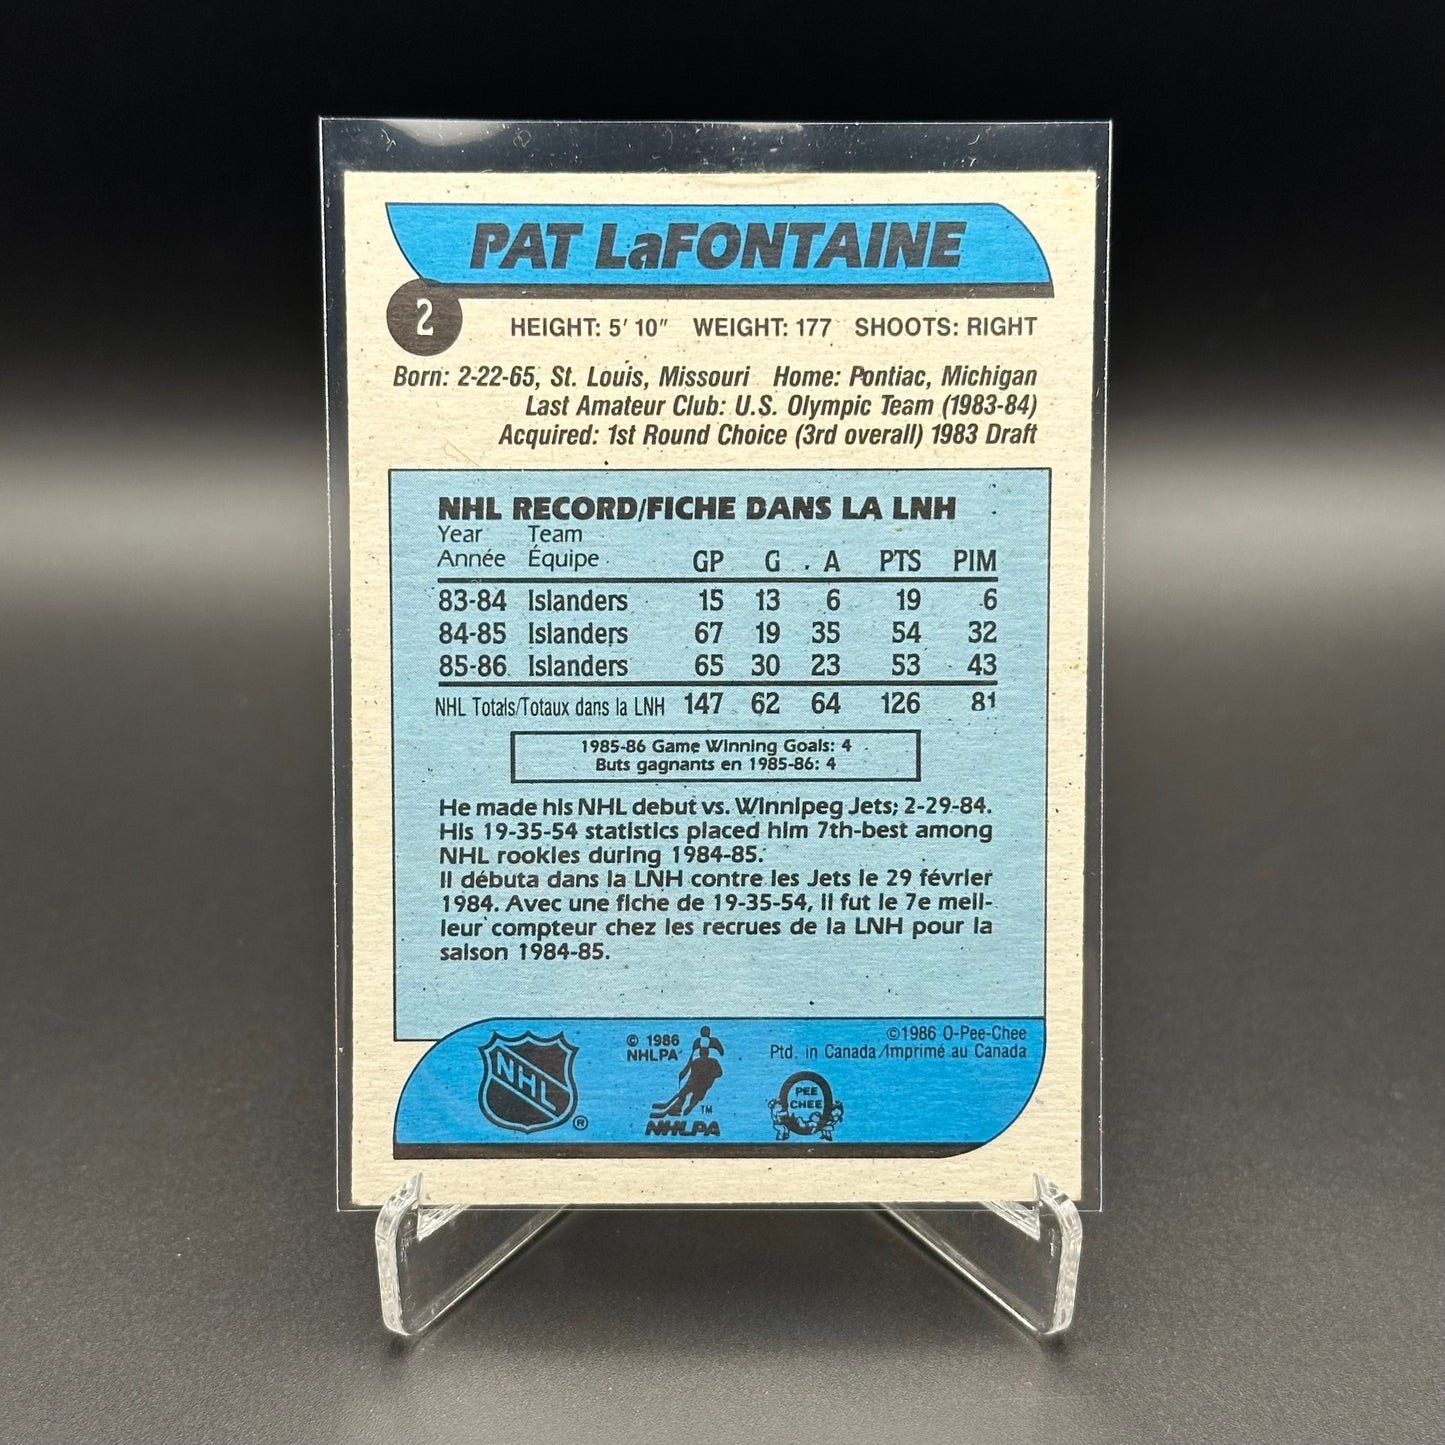 PAT LaFONTAINE
2
HEIGHT: 5' 10" WEIGHT: 177 SHOOTS: RIGHT
Born: 2-22-65, St. Louis, Missouri Home: Pontiac, Michigan
Last Amateur Club: U.S. Olympic Team (1983-84)
Acquired: 1st Round Choice (3rd overall) 1983 Draft
NHL RECORD/FICHE DANS LA LNH
Year Team
Année Équipe GP G A PTS PIM
83-84 Islanders 15 13 6 19 6
84-85 Islanders 67 19 35 54 32
85-86 Islanders 65 30 23 53 43
NHL Totals/Totaux dans la LNH 147 62 64 126 81
1985-86 Game Winning Goals: 4
Buts gagnants en 1985-86: 4
He made his NHL debut vs. Winnipeg Jets; 2-29-84.
His 19-35-54 statistics placed him 7th-best among
NHL rookies during 1984-85.
Il débuta dans la LNH contre les Jets le 29 février
1984. Avec une fiche de 19-35-54, il fut le 7e meil-
leur compteur chez les recrues de la LNH pour la
saison 1984-85.
NHL ®
© 1986
NHLPA
TM
NHLPA
©1986 O-Pee-Chee
Ptd. in Canada/Imprimé au Canada
PEE
CHEE